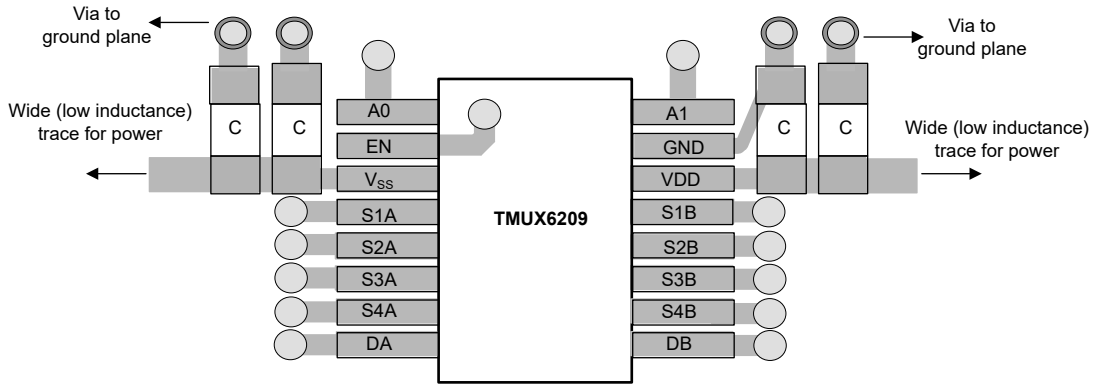 Via to
ground plane
Via to
ground plane
Wide (low inductance)
trace for power
C
C
C
C
Wide (low inductance)
trace for power
A0
A1
EN
GND
VSS
VDD
TMUX6209
S1A
S1B
S2A
S2B
S3A
S3B
S4A
S4B
DA
DB